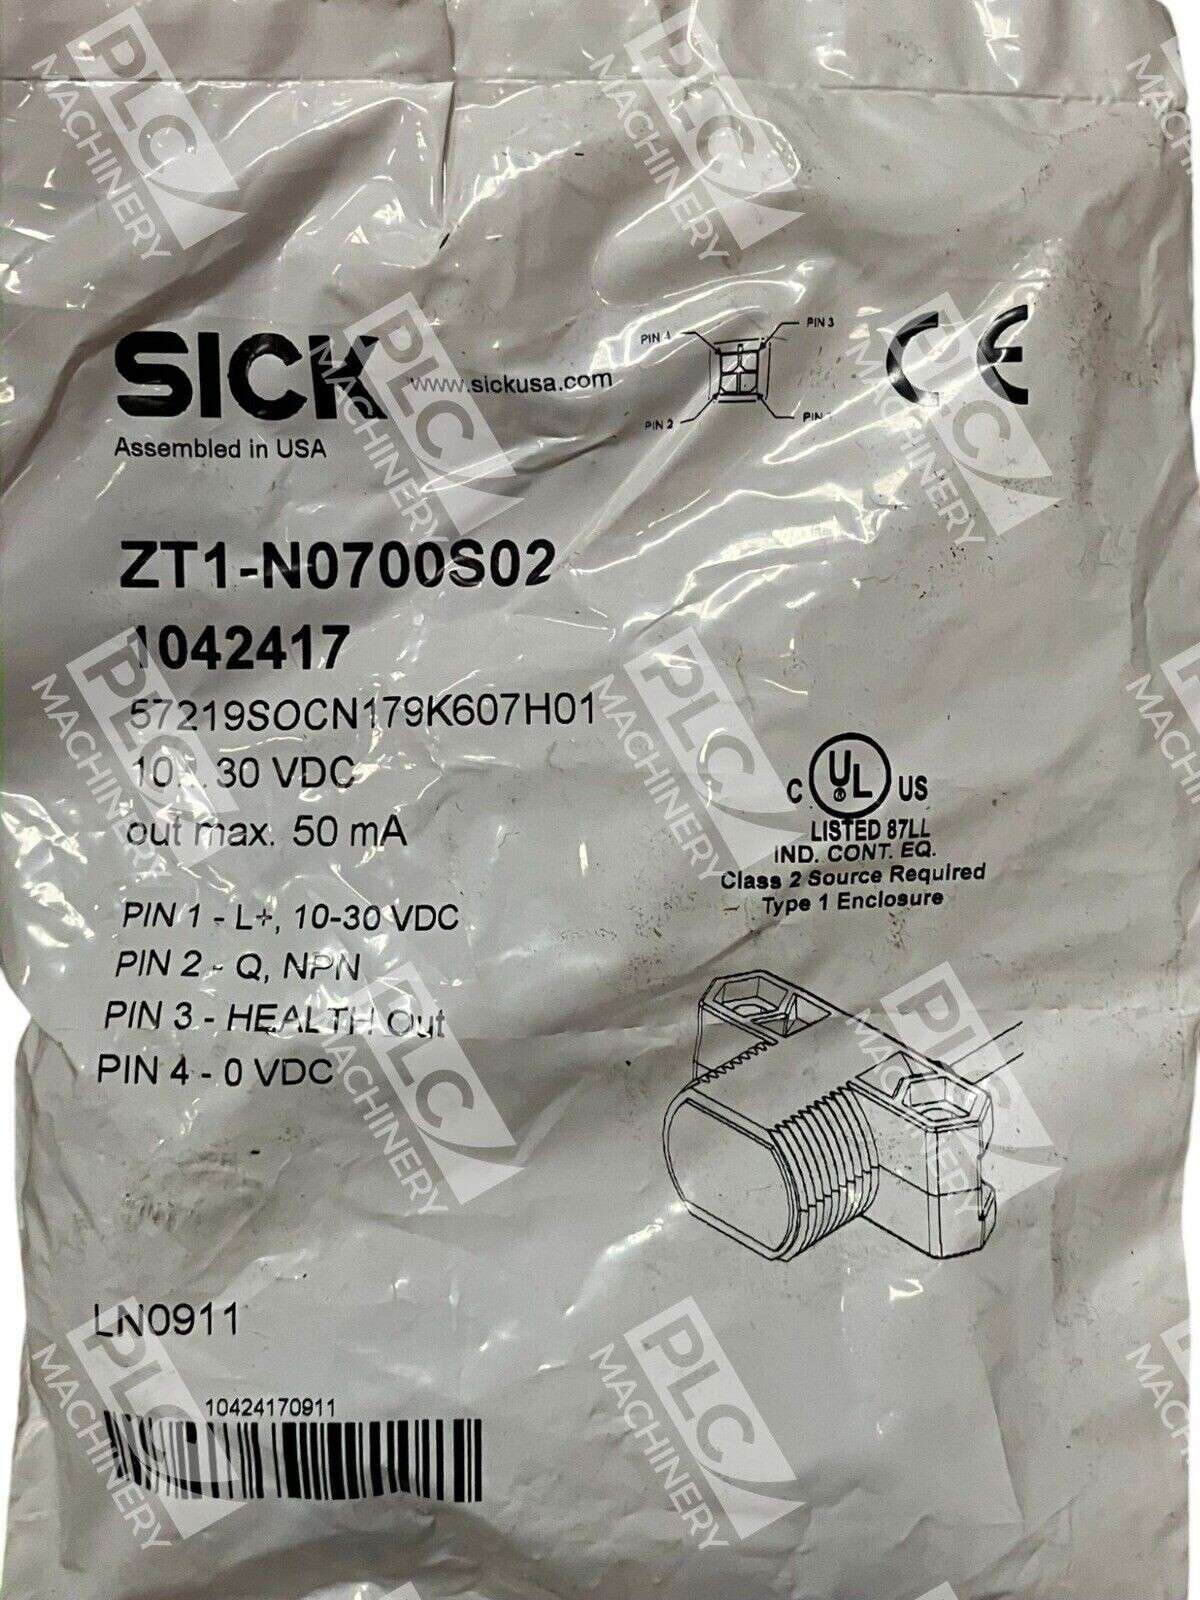 SICK
www.sickusa.com
Assembled in USA
PIN 3
PIN 2
PIN
CE
ZT1-N0700S02
1042417
57219SOCN179K607H01
10... 30 VDC
out max. 50 mA
PIN 1 - L+, 10-30 VDC
PIN 2 - Q, NPN
PIN 3 - HEALTH Out
PIN 4 - 0 VDC
C UL US
®
LISTED 87LL
IND. CONT. EQ.
Class 2 Source Required
Type 1 Enclosure
LN0911
10424170911
PLC MACHINERY